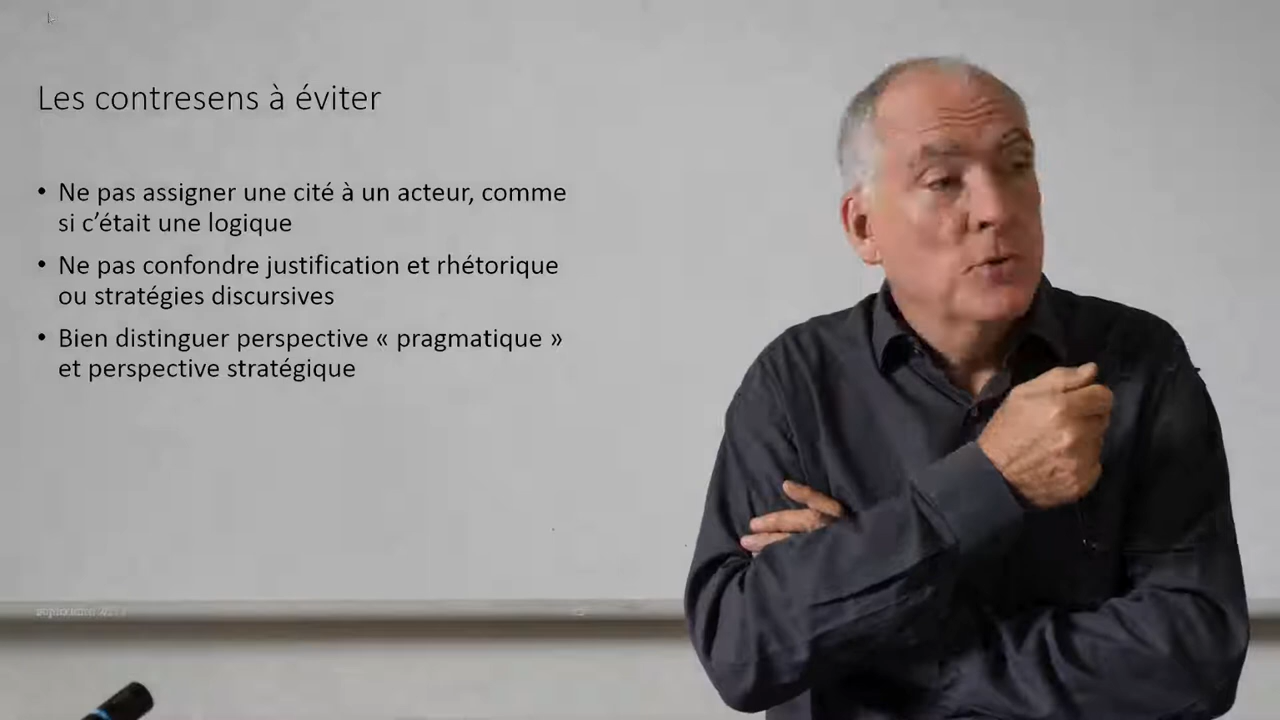 Les contresens à éviter
• Ne pas assigner une cité à un acteur, comme
si c’était une logique
• Ne pas confondre justification et rhétorique
ou stratégies discursives
• Bien distinguer perspective « pragmatique »
et perspective stratégique